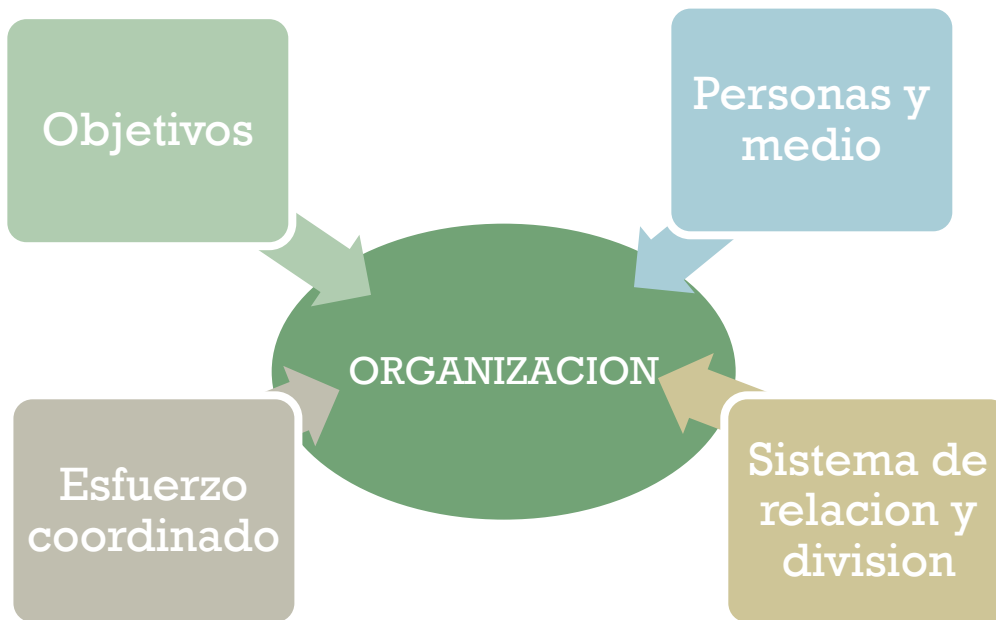 Objetivos
Personas y
medio
ORGANIZACION
Esfuerzo
coordinado
Sistema de
relacion y
division